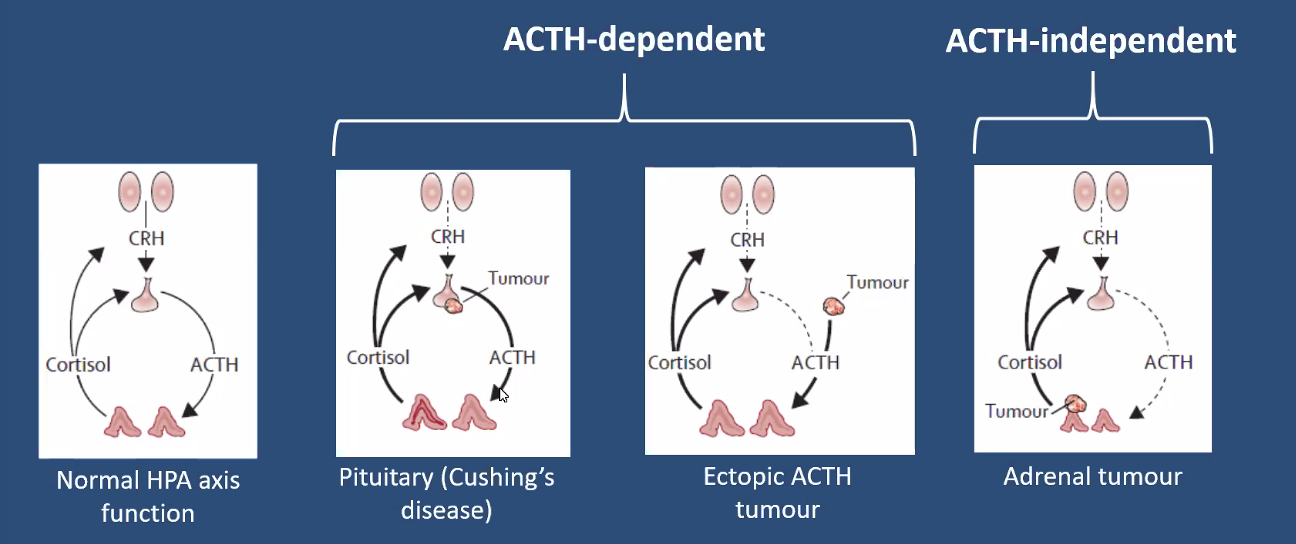 ACTH-dependent
ACTH-independent
CRH
Cortisol
ACTH
Normal HPA axis
function
CRH
Tumour
Cortisol
ACTH
Pituitary (Cushing’s
disease)
CRH
Tumour
Cortisol
ACTH
Ectopic ACTH
tumour
CRH
Cortisol
ACTH
Tumour
Adrenal tumour